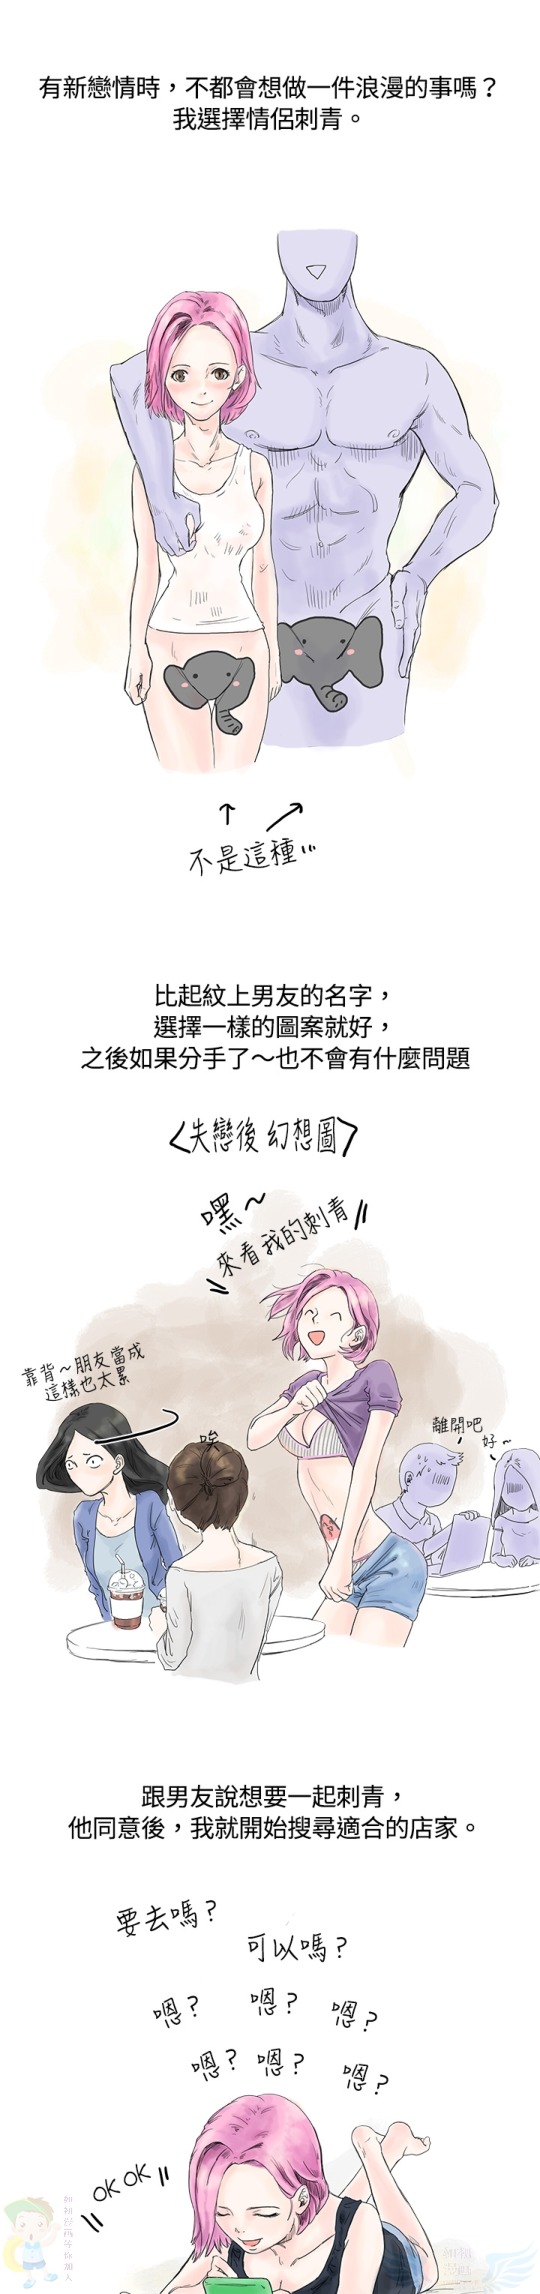 有新戀情時，不都會想做一件浪漫的事嗎？
我選擇情侶刺青。
不是這種...
比起紋上男友的名字，
選擇一樣的圖案就好，
之後如果分手了～也不會有什麼問題
<失戀後幻想圖>
嘿～
來看我的刺青
靠背～朋友當成
這樣也太累
唉
離開吧
好～
跟男友說想要一起刺青，
他同意後，我就開始搜尋適合的店家。
要去嗎？
可以嗎？
嗯？
嗯？
嗯？
嗯？
嗯？
嗯？
OK OK